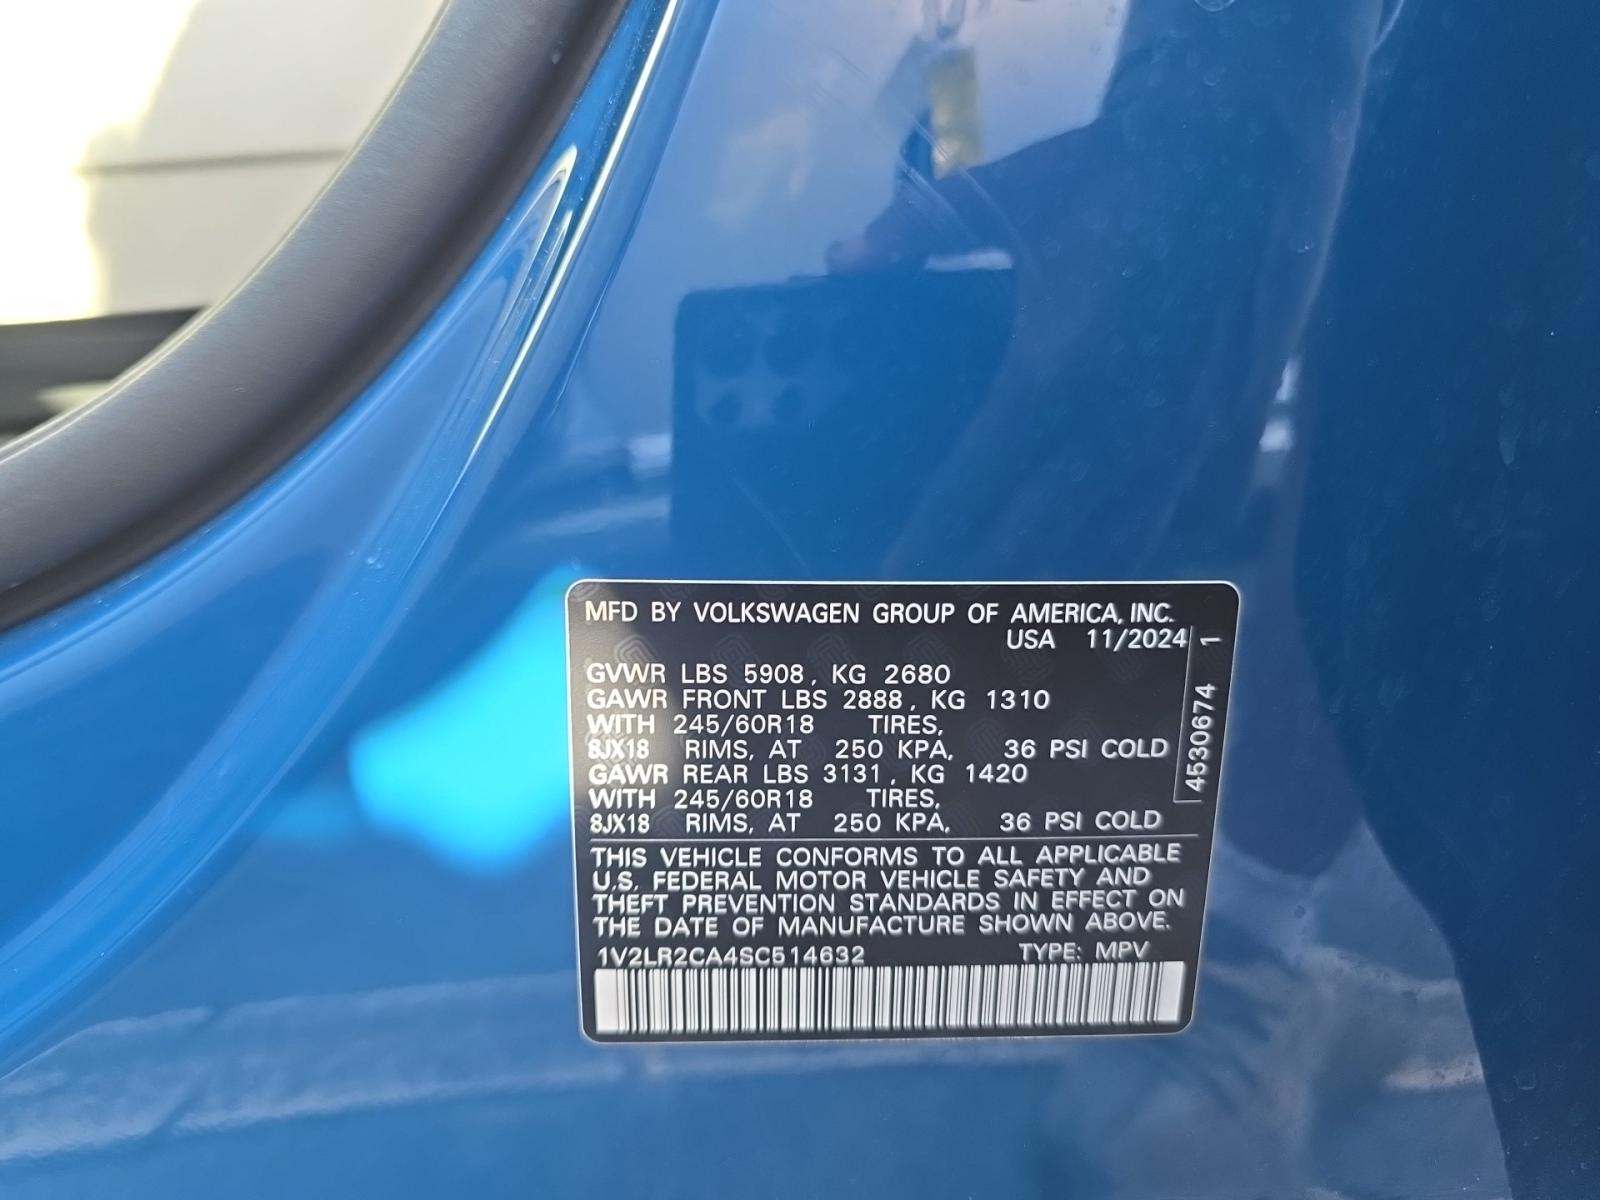 MFD BY VOLKSWAGEN GROUP OF AMERICA, INC.
USA 11/2024
GVWR LBS 5908, KG 2680
GAWR FRONT LBS 2888, KG 1310
WITH 245/60R18 TIRES,
8JX18 RIMS, AT 250 KPA, 36 PSI COLD
GAWR REAR LBS 3131, KG 1420
WITH 245/60R18 TIRES,
8JX18 RIMS, AT 250 KPA, 36 PSI COLD
THIS VEHICLE CONFORMS TO ALL APPLICABLE
U.S. FEDERAL MOTOR VEHICLE SAFETY AND
THEFT PREVENTION STANDARDS IN EFFECT ON
THE DATE OF MANUFACTURE SHOWN ABOVE.
1V2LR2CA4SC514632 TYPE: MPV
4530674 1